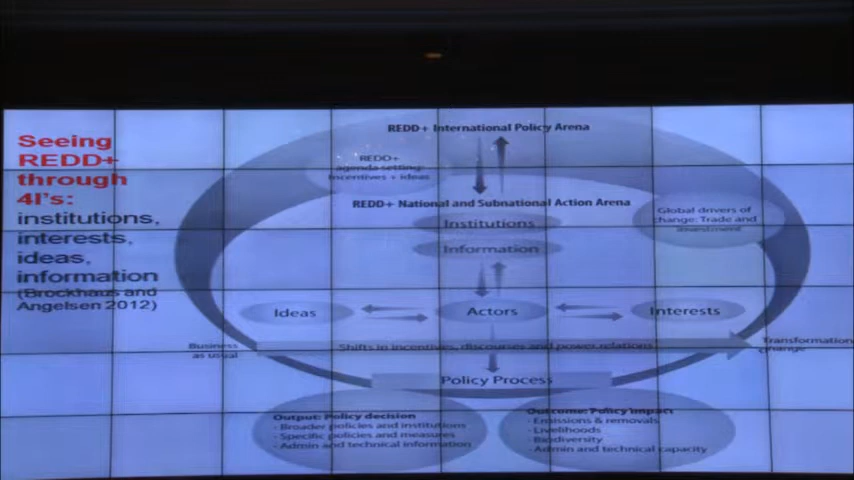 Seeing
REDD+
through
4I's:
institutions,
interests,
ideas,
information
(Brockhaus and
Angelsen 2012)
REDD+ International Policy Arena
REDD+
agenda setting:
Incentives + ideas
REDD+ National and Subnational Action Arena
Institutions
Information
Global drivers of
change: Trade and
investment
Ideas
Actors
Interests
Business
as usual
Shifts in incentives, discourses and power relations
Transformation
change
Policy Process
Output: Policy decision
- Broader policies and institutions
- Specific policies and measures
- Admin and technical information
Outcome: Policy impact
- Emissions & removals
- Livelihoods
- Biodiversity
- Admin and technical capacity